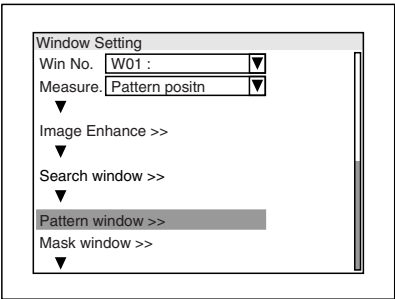 Window Setting
Win No. W01 :
Measure. Pattern positn
Image Enhance >>
Search window >>
Pattern window >>
Mask window >>